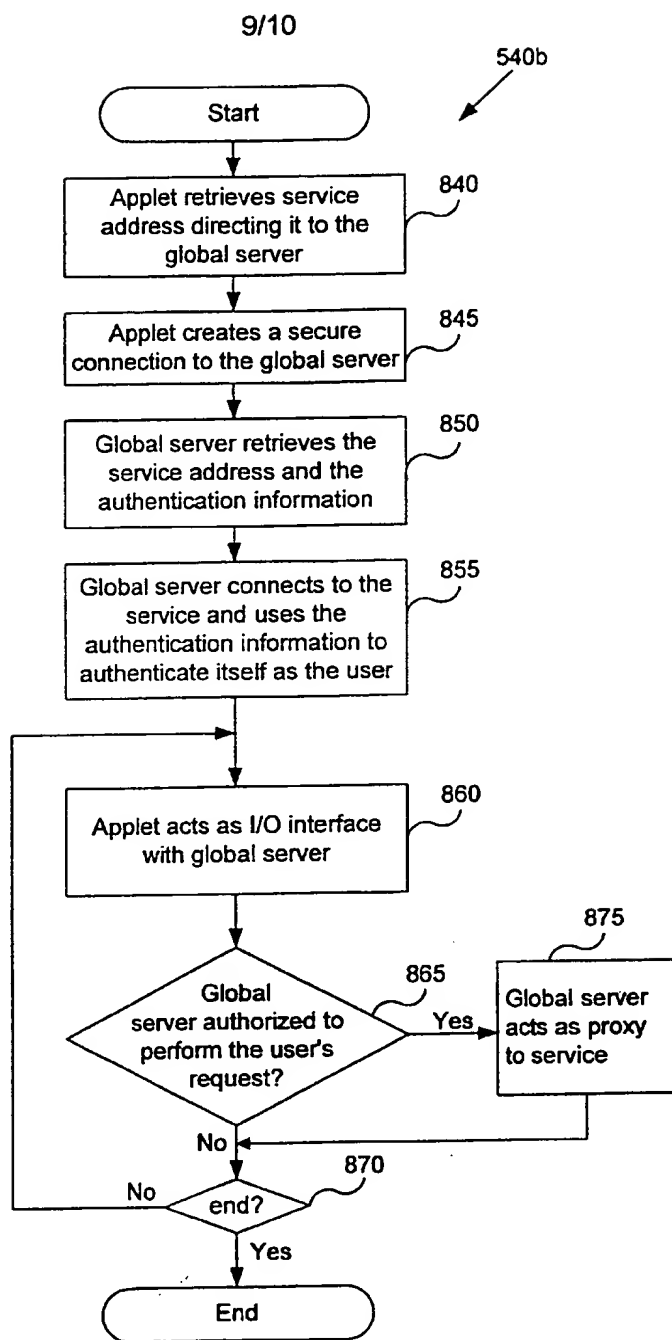 9/10
540b
Start
Applet retrieves service
address directing it to the
global server
840
Applet creates a secure
connection to the global server
845
Global server retrieves the
service address and the
authentication information
850
Global server connects to the
service and uses the
authentication information to
authenticate itself as the user
855
Applet acts as I/O interface
with global server
860
Global
server authorized to
perform the user's
request?
865
Yes
875
Global server
acts as proxy
to service
No
870
No
end?
Yes
End